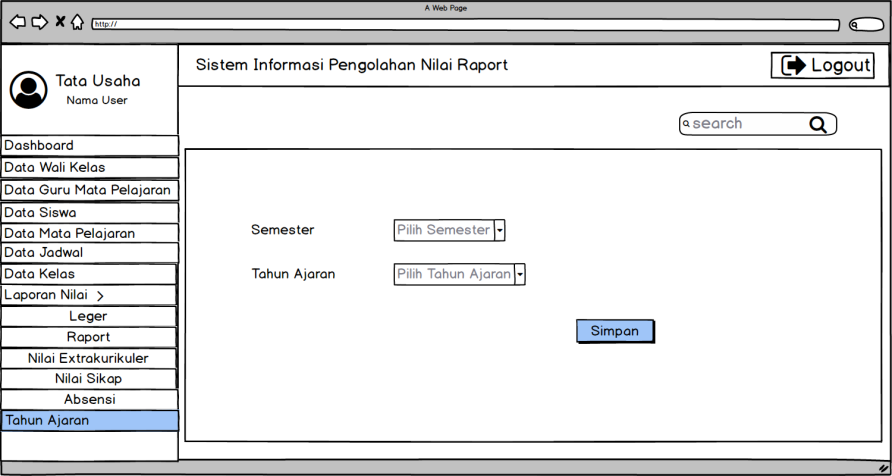 A Web Page
http://
Tata Usaha
Nama User
Sistem Informasi Pengolahan Nilai Raport
Logout
search
Dashboard
Data Wali Kelas
Data Guru Mata Pelajaran
Data Siswa
Data Mata Pelajaran
Data Jadwal
Data Kelas
Laporan Nilai >
Leger
Raport
Nilai Extrakurikuler
Nilai Sikap
Absensi
Tahun Ajaran
Semester Pilih Semester
Tahun Ajaran Pilih Tahun Ajaran
Simpan